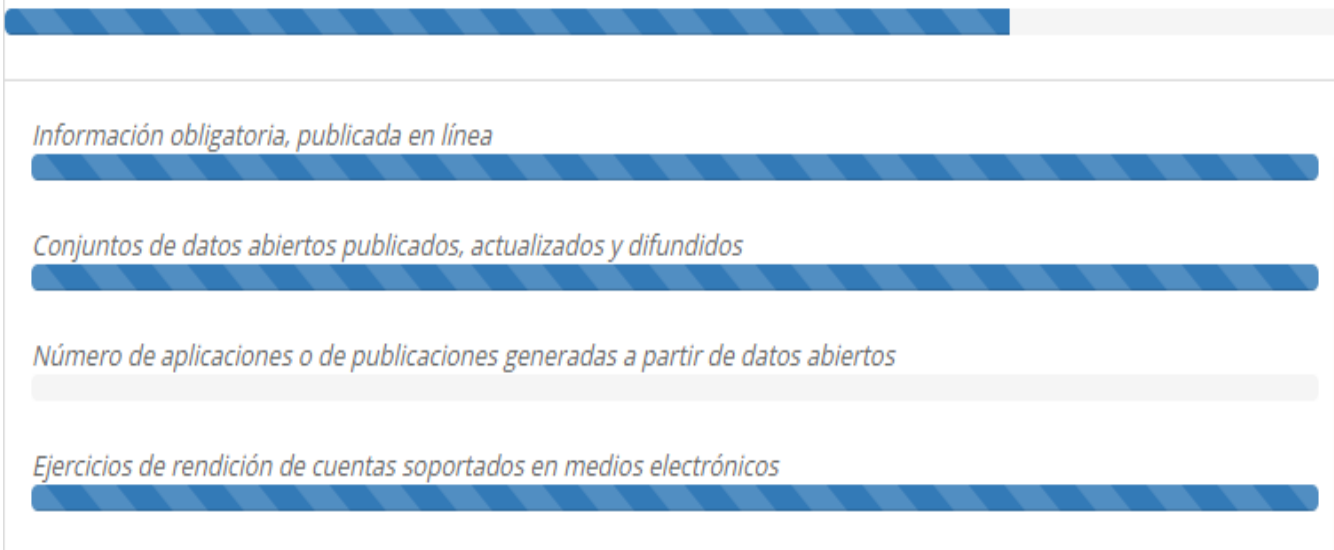 Información obligatoria, publicada en línea
Conjuntos de datos abiertos publicados, actualizados y difundidos
Número de aplicaciones o de publicaciones generadas a partir de datos abiertos
Ejercicios de rendición de cuentas soportados en medios electrónicos